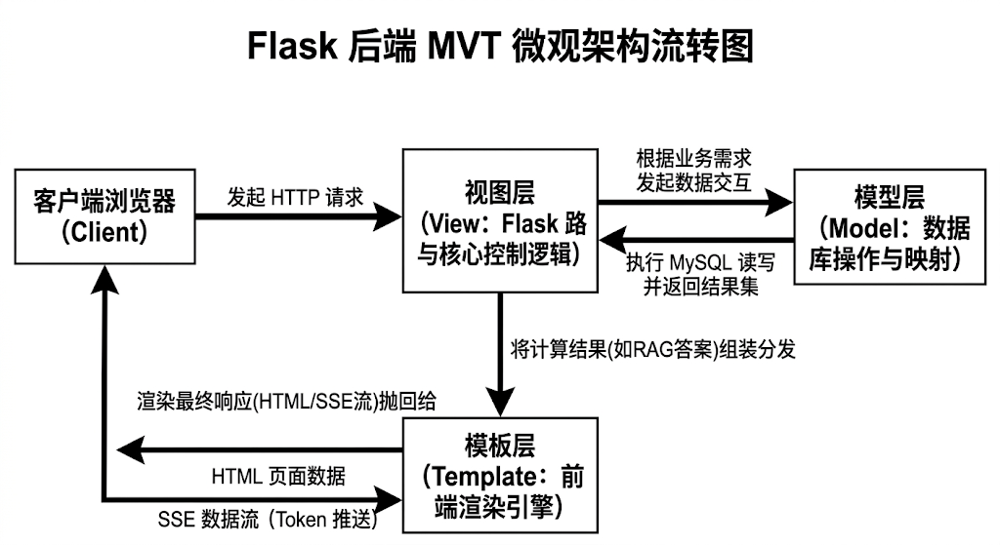 Flask 后端 MVT 微观架构流转图
客户端浏览器
（Client）
发起 HTTP 请求
视图层
（View：Flask 路
与核心控制逻辑）
根据业务需求
发起数据交互
模型层
（Model：数据
库操作与映射）
执行 MySQL 读写
并返回结果集
将计算结果(如RAG答案)组装分发
渲染最终响应(HTML/SSE流)抛回给
模板层
（Template：前
端渲染引擎）
HTML 页面数据
SSE 数据流（Token 推送）